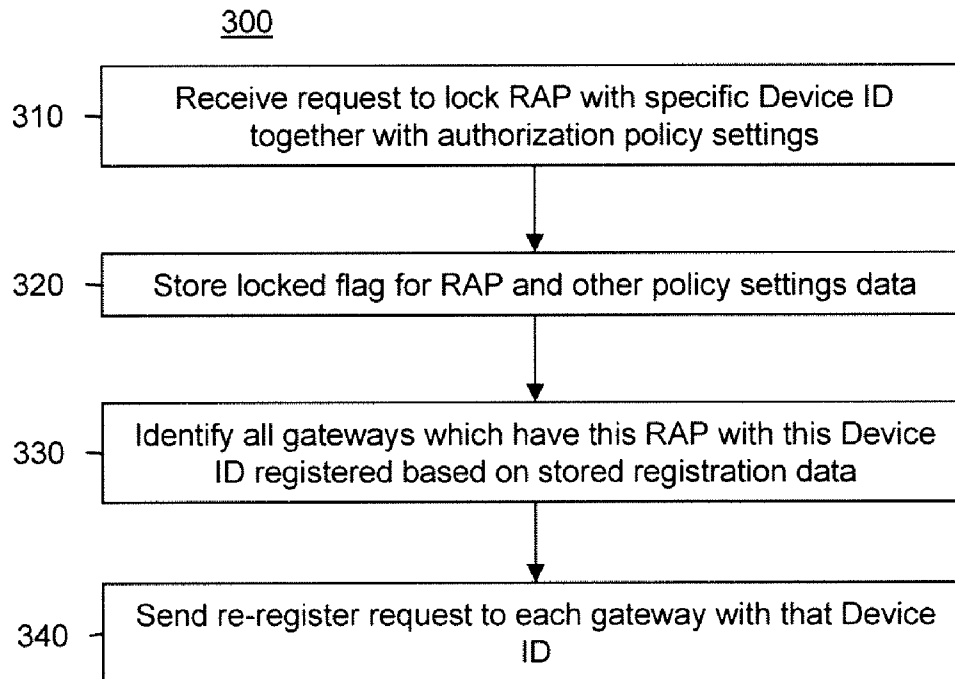 300
310
Receive request to lock RAP with specific Device ID
together with authorization policy settings
320
Store locked flag for RAP and other policy settings data
330
Identify all gateways which have this RAP with this Device
ID registered based on stored registration data
340
Send re-register request to each gateway with that Device
ID